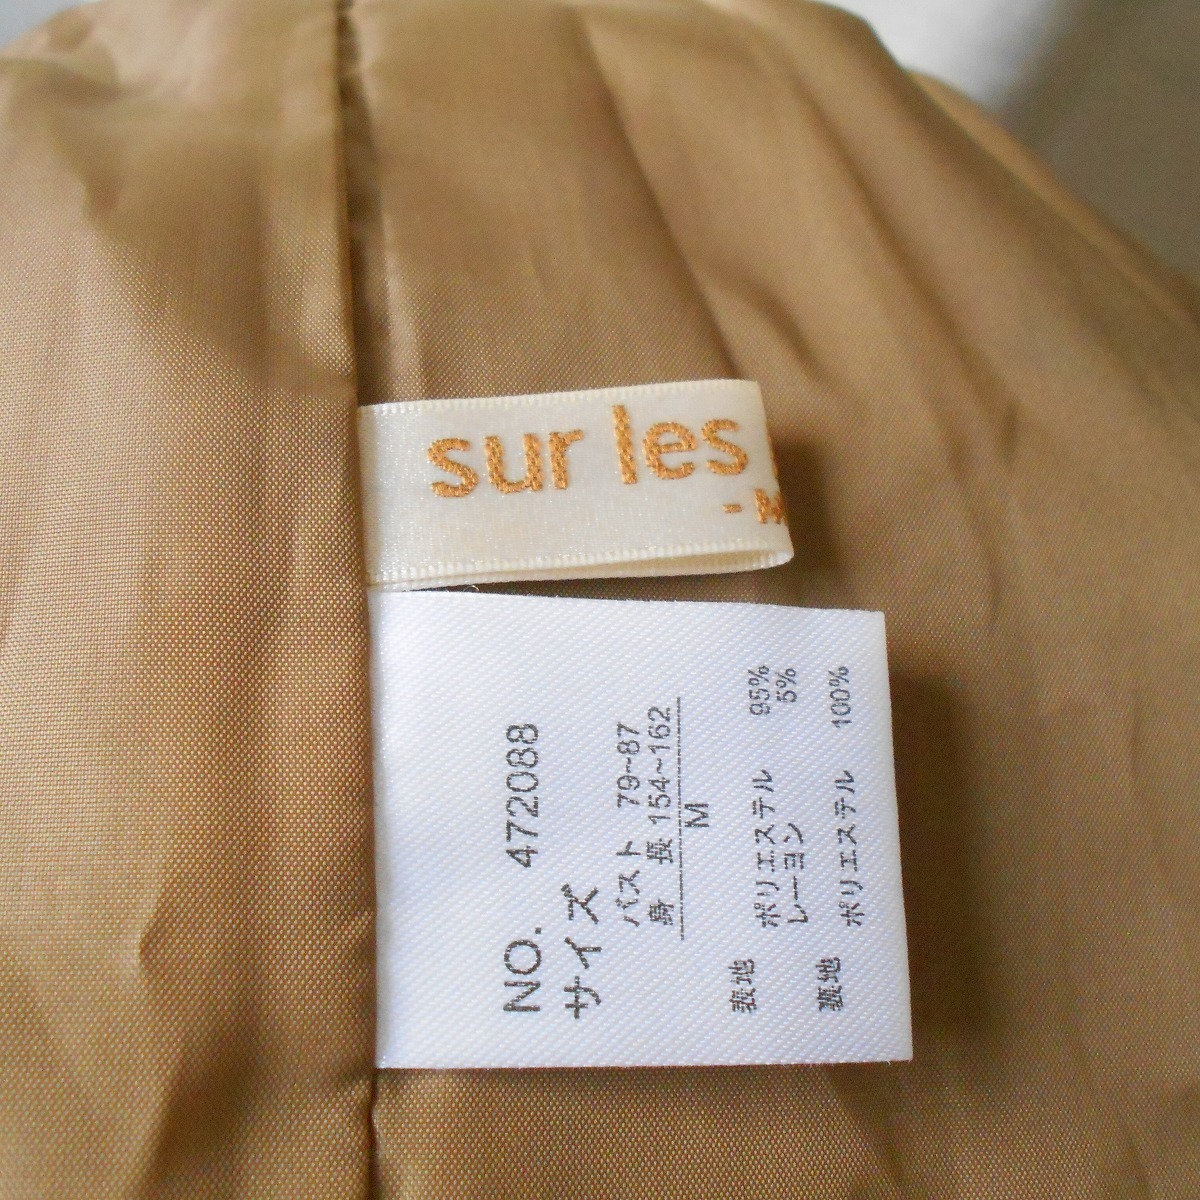 sur les
NO. 472088
サイズ
バスト 79~87
身 長 154~162
M
表地 ポリエステル 95%
レーヨン 5%
裏地 ポリエステル 100%